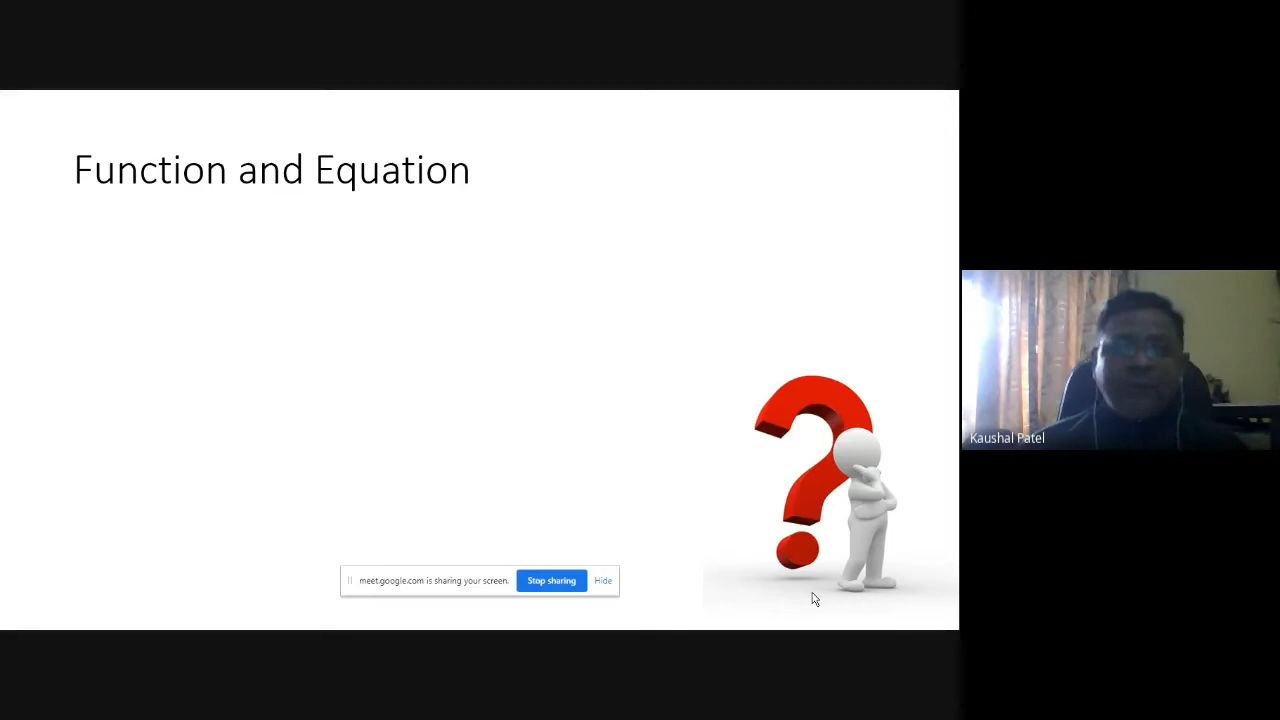 Function and Equation
Kaushal Patel
meet.google.com is sharing your screen. Stop sharing Hide